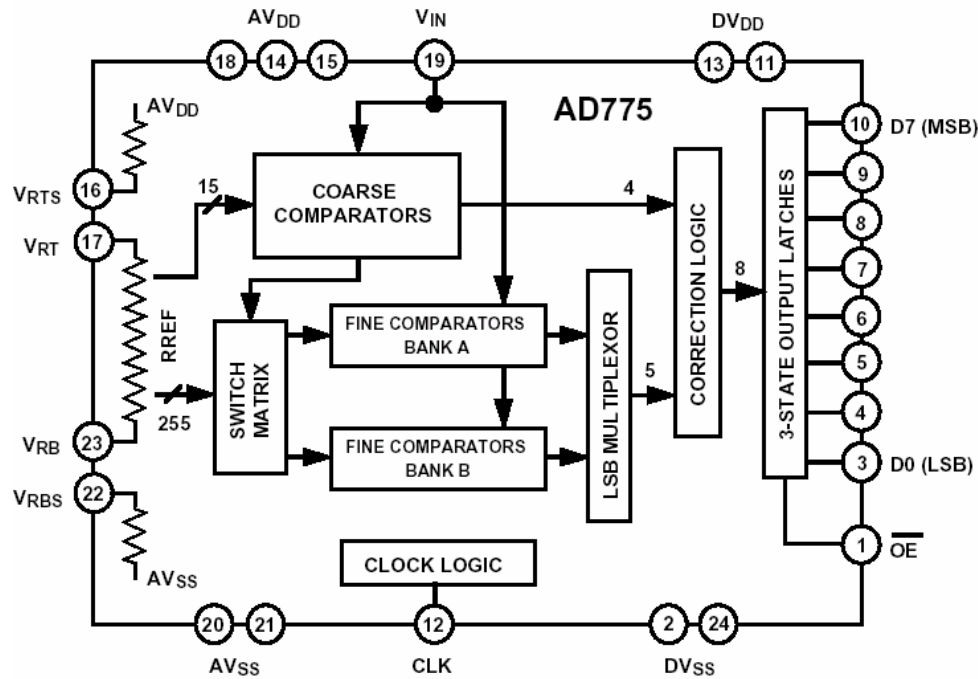 AVDD
VIN
DVDD
18
14
15
19
13
11
AVDD
AD775
10
D7 (MSB)
9
8
7
6
5
4
3
D0 (LSB)
1
OE
16
VRTS
17
VRT
15
COARSE
COMPARATORS
4
CORRECTION LOGIC
8
3-STATE OUTPUT LATCHES
RREF
255
SWITCH
MATRIX
FINE COMPARATORS
BANK A
FINE COMPARATORS
BANK B
LSB MULTIPLEXOR
5
VRB
23
VRBS
22
AVSS
CLOCK LOGIC
20
21
12
2
24
AVSS
CLK
DVSS